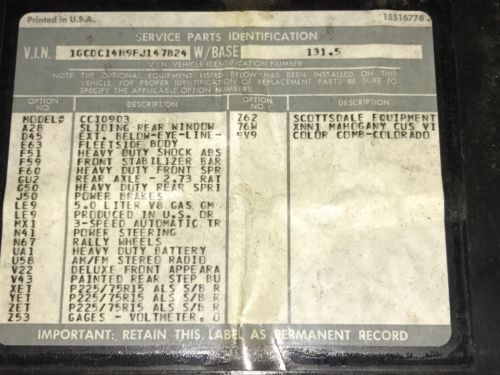 Printed in U.S.A. 15516776
SERVICE PARTS IDENTIFICATION
V.I.N. 1GCDC14H9FJ147824 W/BASE 131.5
V.I.N. VEHICLE IDENTIFICATION NUMBER
NOTE: THE OPTIONAL EQUIPMENT LISTED BELOW HAS BEEN INSTALLED ON THIS
VEHICLE. FOR PROPER IDENTIFICATION OF REPLACEMENT PARTS BE SURE TO
SPECIFY THE APPLICABLE OPTION NUMBERS.
OPTION NO DESCRIPTION OPTION NO DESCRIPTION
MODEL# CC10903 Z62 SCOTTSDALE EQUIPMENT
A28 SLIDING REAR WINDOW 76W XNN1 MAHOGANY CUS VI
D45 EXT. BELOW-EYE-LINE- 9V9 COLOR COMB-COLORADO
E63 FLEETSIDE BODY
F51 HEAVY DUTY SHOCK ABS
F59 FRONT STABILIZER BAR
F60 HEAVY DUTY FRONT SPR
GU2 REAR AXLE - 2.73 RAT
G50 HEAVY DUTY REAR SPRI
J50 POWER BRAKES
LE9 5.0 LITER V8 GAS GM
LE9 PRODUCED IN U.S. OR
MX1 3-SPEED AUTOMATIC TR
N41 POWER STEERING
N67 RALLY WHEELS
UA1 HEAVY DUTY BATTERY
U58 AM/FM STEREO RADIO
V22 DELUXE FRONT APPEARA
V43 PAINTED REAR STEP BU
XET P225/75R15 ALS S/B R
YET P225/75R15 ALS S/B R
ZET P225/75R15 ALS S/B R
Z53 GAGES - VOLTMETER, O
IMPORTANT: RETAIN THIS LABEL AS PERMANENT RECORD